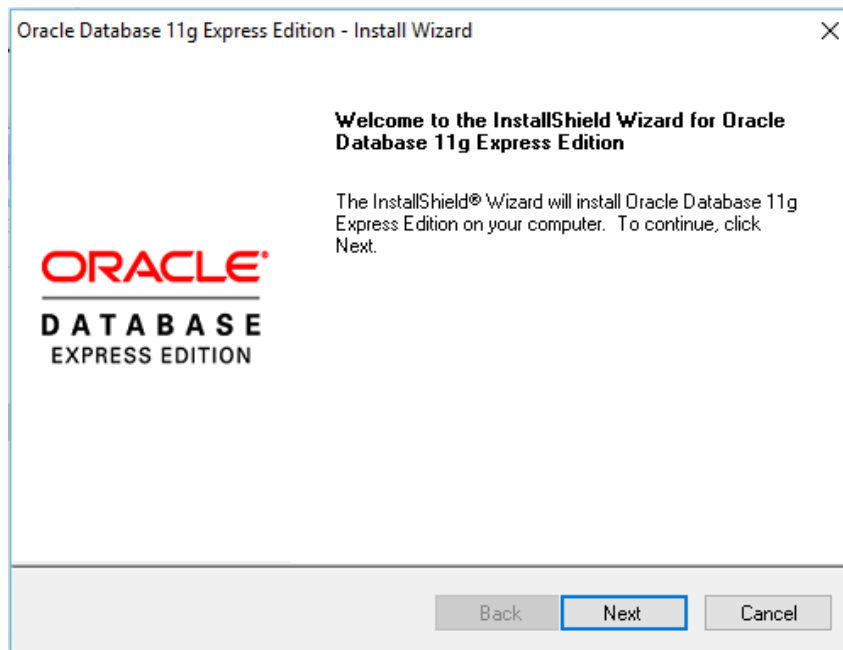 Oracle Database 11g Express Edition - Install Wizard
Welcome to the InstallShield Wizard for Oracle
Database 11g Express Edition
The InstallShield® Wizard will install Oracle Database 11g
Express Edition on your computer. To continue, click
Next.
ORACLE
DATABASE
EXPRESS EDITION
Back
Next
Cancel